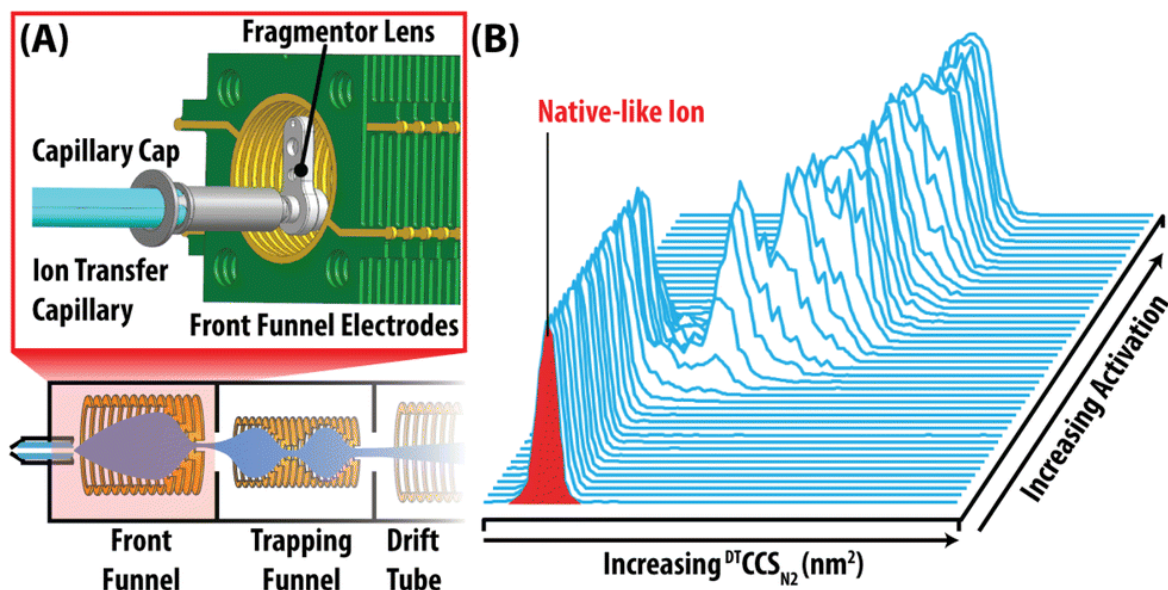 (A)
Fragmentor Lens
Capillary Cap
Ion Transfer
Capillary
Front Funnel Electrodes
Front
Funnel
Trapping
Funnel
Drift
Tube
(B)
Native-like Ion
Increasing Activation
Increasing DTCCSN2 (nm2)